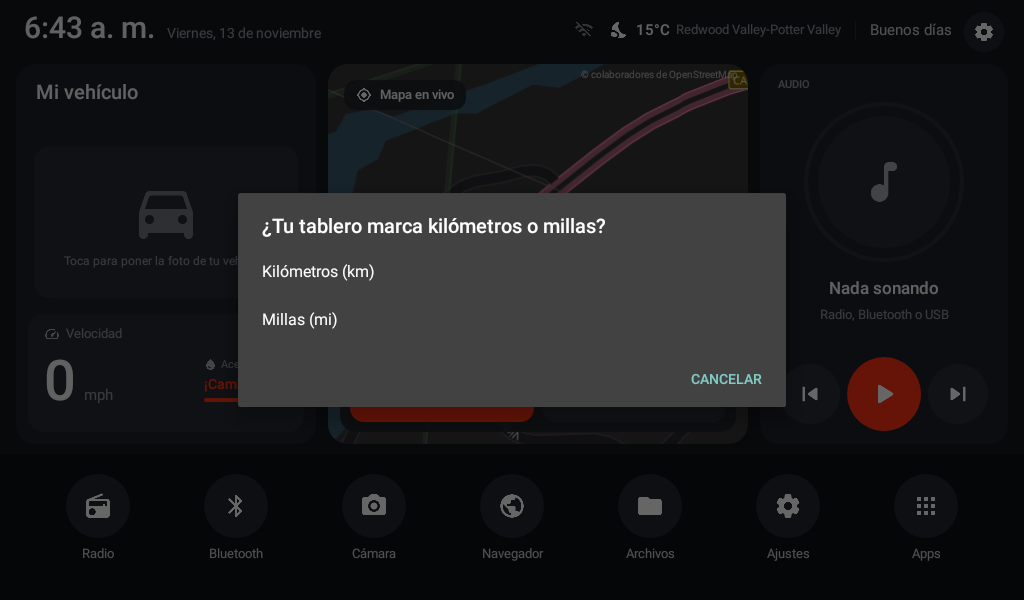 6:43 a. m.
Viernes, 13 de noviembre
15°C
Redwood Valley-Potter Valley
Buenos días
Mi vehículo
Toca para poner la foto de tu
Velocidad
0 mph
© colaboradores de OpenStreetMap
CA
Mapa en vivo
¿Tu tablero marca kilómetros o millas?
Kilómetros (km)
Millas (mi)
CANCELAR
AUDIO
Nada sonando
Radio, Bluetooth o USB
Radio
Bluetooth
Cámara
Navegador
Archivos
Ajustes
Apps